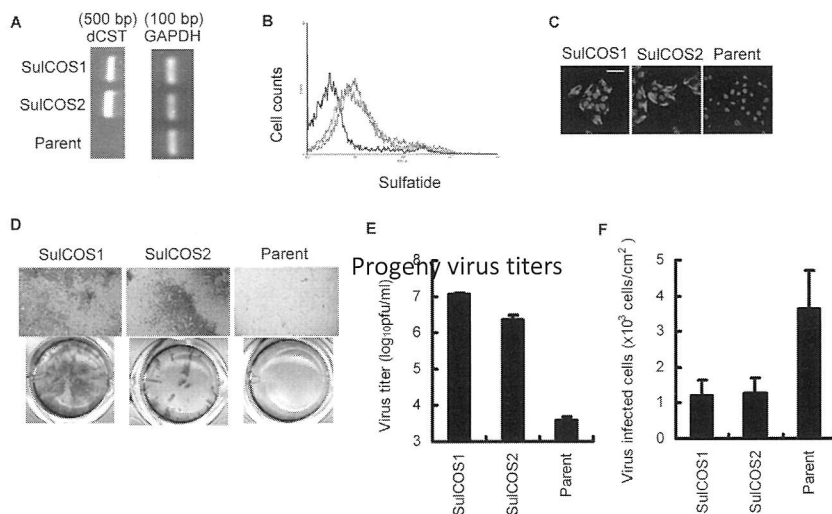 A
(500 bp) (100 bp)
dCST GAPDH
SulCOS1
SulCOS2
Parent
B
Cell counts
Sulfatide
C
SulCOS1 SulCOS2 Parent
D
SulCOS1 SulCOS2 Parent
E
Progeny virus titers
Virus titer (log10pfu/ml)
7
6
5
4
3
SulCOS1
SulCOS2
Parent
F
Virus infected cells (x10³ cells/cm²)
5
4
3
2
1
0
SulCOS1
SulCOS2
Parent